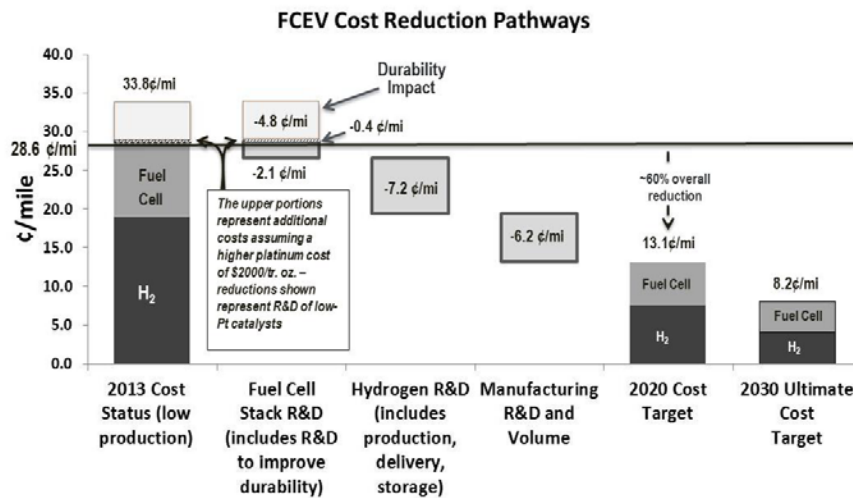 FCEV Cost Reduction Pathways
40.0
35.0
30.0
28.6 ¢/mi
25.0
20.0
15.0
10.0
5.0
0.0
¢/mile
33.8¢/mi
Fuel
Cell
H₂
Durability
Impact
-4.8 ¢/mi
-0.4 ¢/mi
-2.1 ¢/mi
The upper portions
represent additional
costs assuming a
higher platinum cost
of $2000/tr. oz. –
reductions shown
represent R&D of low-
Pt catalysts
-7.2 ¢/mi
-6.2 ¢/mi
~60% overall
reduction
13.1¢/mi
Fuel Cell
H₂
8.2¢/mi
Fuel Cell
H₂
2013 Cost
Status (low
production)
Fuel Cell
Stack R&D
(includes R&D
to improve
durability)
Hydrogen R&D
(includes
production,
delivery,
storage)
Manufacturing
R&D and
Volume
2020 Cost
Target
2030 Ultimate
Cost
Target